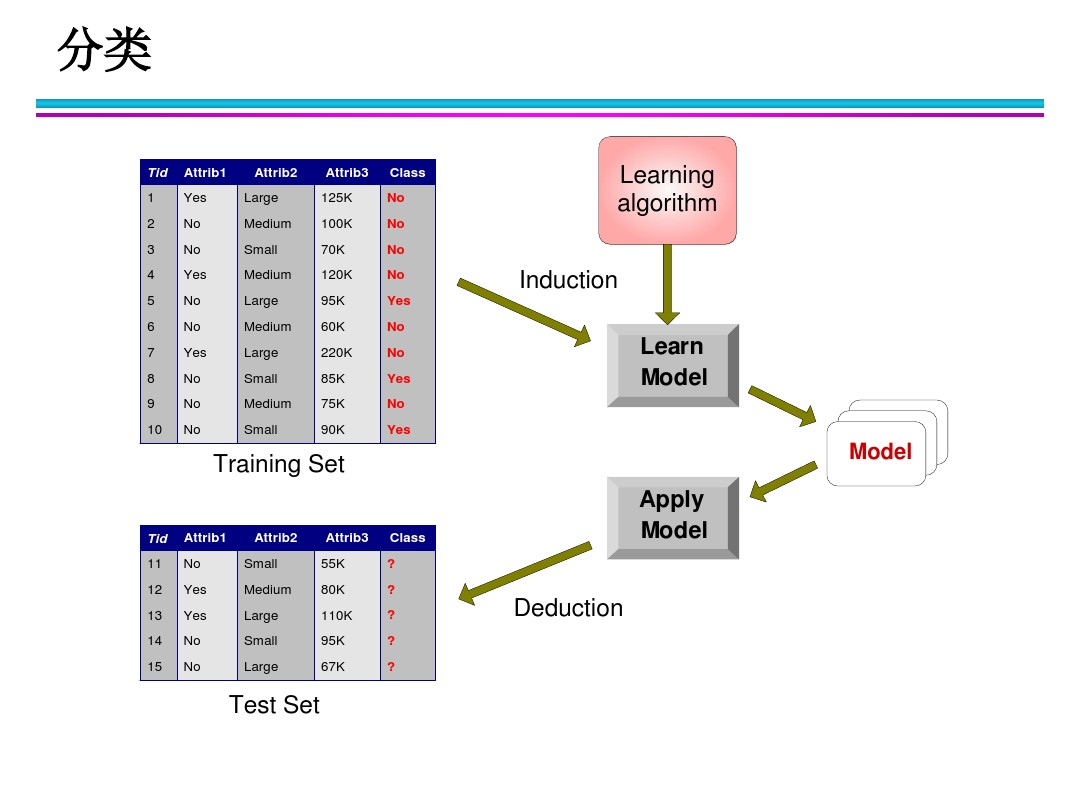 分类
Tid Attrib1 Attrib2 Attrib3 Class
1 Yes Large 125K No
2 No Medium 100K No
3 No Small 70K No
4 Yes Medium 120K No
5 No Large 95K Yes
6 No Medium 60K No
7 Yes Large 220K No
8 No Small 85K Yes
9 No Medium 75K No
10 No Small 90K Yes
Training Set
Learning
algorithm
Induction
Learn
Model
Model
Apply
Model
Deduction
Tid Attrib1 Attrib2 Attrib3 Class
11 No Small 55K ?
12 Yes Medium 80K ?
13 Yes Large 110K ?
14 No Small 95K ?
15 No Large 67K ?
Test Set